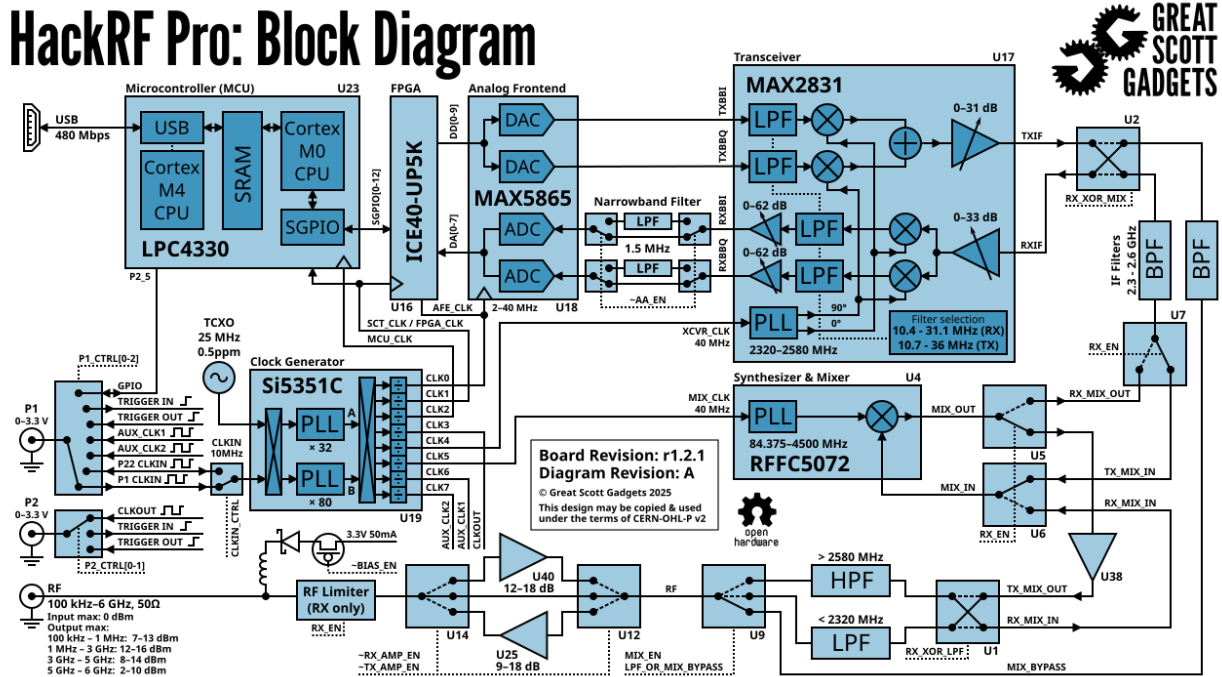 HackRF Pro: Block Diagram
GREAT
SCOTT
GADGETS
Microcontroller (MCU)
U23
FPGA
Analog Frontend
Transceiver
U17
USB
480 Mbps
USB
Cortex
M4
CPU
SRAM
Cortex
M0
CPU
SGPIO
LPC4330
P2_5
SGPIO[0-12]
ICE40-UP5K
U16
DD[0-9]
DA[0-7]
DAC
DAC
MAX5865
ADC
ADC
U18
AFE_CLK
2–40 MHz
SCT_CLK / FPGA_CLK
MCU_CLK
Narrowband Filter
LPF
1.5 MHz
LPF
~AA_EN
TXBBI
TXBBQ
RXBBI
RXBBQ
MAX2831
LPF
LPF
0–62 dB
LPF
0–62 dB
LPF
0–31 dB
0–33 dB
PLL
90°
0°
2320–2580 MHz
Filter selection
10.4 - 31.1 MHz (RX)
10.7 - 36 MHz (TX)
XCVR_CLK
40 MHz
TXIF
RXIF
U2
RX_XOR_MIX
IF Filters
2.3 - 2.6 GHz
BPF
BPF
U7
RX_EN
TCXO
25 MHz
0.5ppm
Clock Generator
Si5351C
PLL
× 32
A
PLL
× 80
B
U19
CLK0
CLK1
CLK2
CLK3
CLK4
CLK5
CLK6
CLK7
AUX_CLK2
AUX_CLK1
CLKOUT
P1_CTRL[0-2]
P1
0–3.3 V
GPIO
TRIGGER IN
TRIGGER OUT
AUX_CLK1
AUX_CLK2
P22 CLKIN
P1 CLKIN
CLKIN
10MHz
CLKIN_CTRL
P2
0–3.3 V
CLKOUT
TRIGGER IN
TRIGGER OUT
P2_CTRL[0-1]
MIX_CLK
40 MHz
Synthesizer & Mixer
U4
PLL
84.375–4500 MHz
RFFC5072
MIX_OUT
MIX_IN
U5
RX_MIX_OUT
TX_MIX_IN
RX_MIX_IN
U6
RX_EN
Board Revision: r1.2.1
Diagram Revision: A
© Great Scott Gadgets 2025
This design may be copied & used
under the terms of CERN-OHL-P v2
open
hardware
3.3V 50mA
~BIAS_EN
RF
100 kHz–6 GHz, 50Ω
Input max: 0 dBm
Output max:
100 kHz – 1 MHz: 7–13 dBm
1 MHz – 3 GHz: 12–16 dBm
3 GHz – 5 GHz: 8–14 dBm
5 GHz – 6 GHz: 2–10 dBm
RF Limiter
(RX only)
RX_EN
U14
U40
12–18 dB
U25
9–18 dB
U12
~RX_AMP_EN
~TX_AMP_EN
RF
U9
MIX_EN
LPF_OR_MIX_BYPASS
> 2580 MHz
HPF
< 2320 MHz
LPF
U1
RX_XOR_LPF
U38
TX_MIX_OUT
RX_MIX_IN
MIX_BYPASS